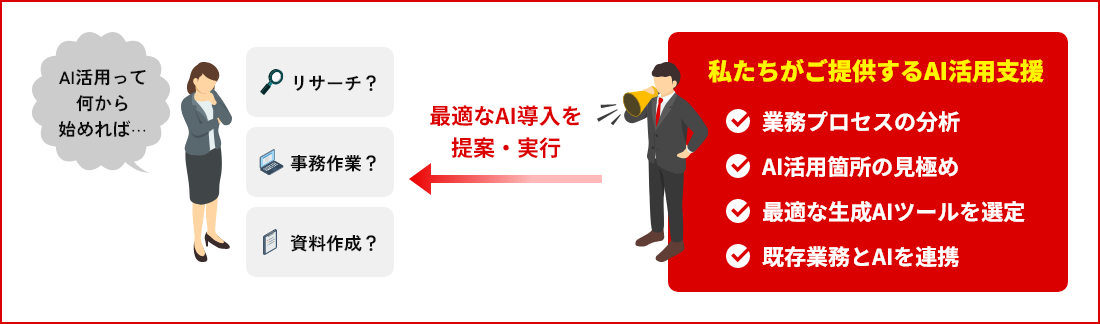 AI活用って
何から
始めれば…
リサーチ？
事務作業？
資料作成？
最適なAI導入を
提案・実行
私たちがご提供するAI活用支援
業務プロセスの分析
AI活用箇所の見極め
最適な生成AIツールを選定
既存業務とAIを連携